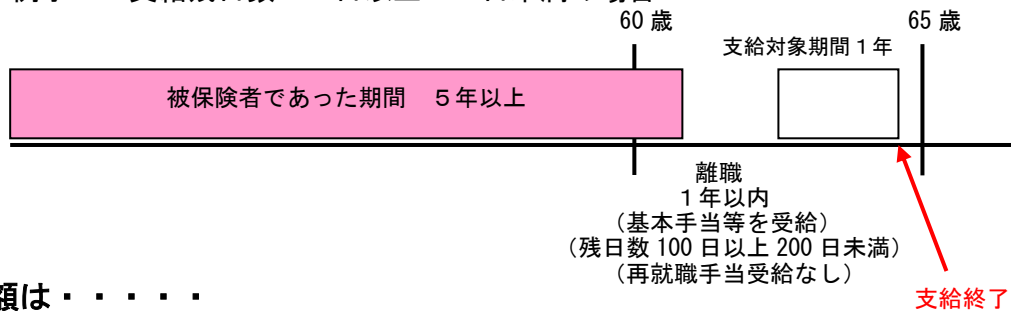 60 歳
65 歳
支給対象期間1年
被保険者であった期間　5年以上
離職
1年以内
(基本手当等を受給)
(残日数 100 日以上 200 日未満)
(再就職手当受給なし)
額は・・・・・
支給終了